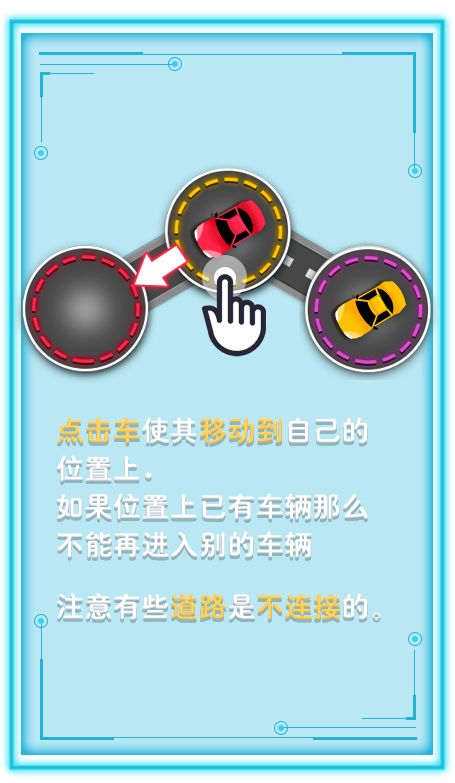 点击车使其移动到自己的
位置上.
如果位置上已有车辆那么
不能再进入别的车辆
注意有些道路是不连接的。